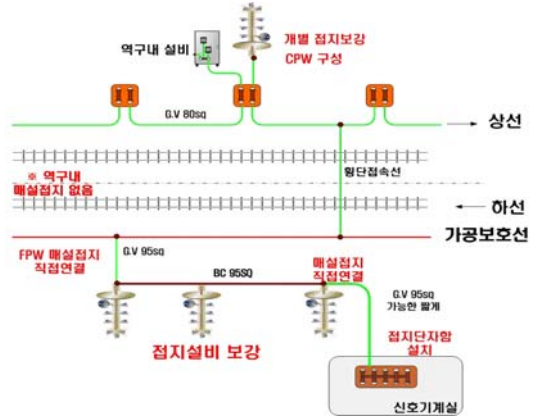 역구내 설비
개별 접지보강
CPW 구성
G.V 80sq
상선
※ 역구내
매설접지 없음
횡단접속선
하선
가공보호선
FPW 매설접지
직접연결
G.V 95sq
BC 95SQ
매설접지
직접연결
G.V 95sq
가능한 짧게
접지설비 보강
접지단자함
설치
신호기계실